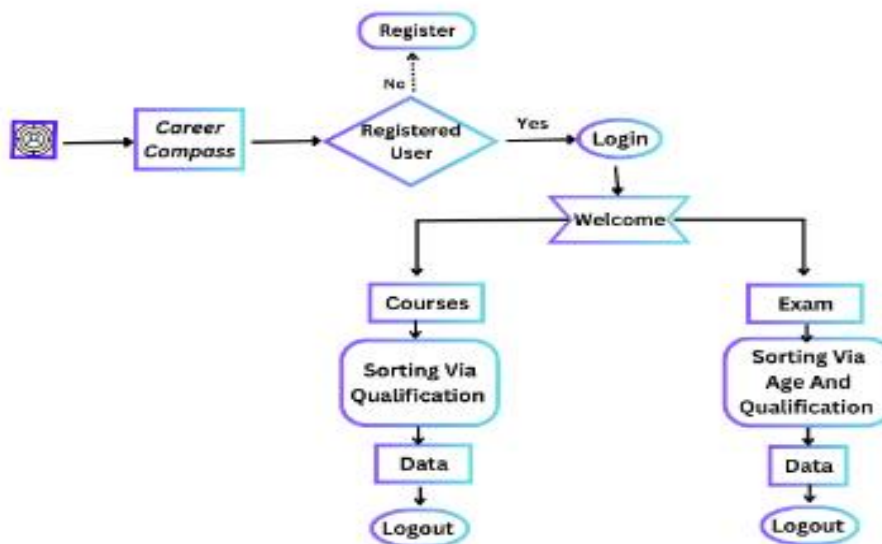 Register
No
Career
Compass
Registered
User
Yes
Login
Welcome
Courses
Exam
Sorting Via
Qualification
Sorting Via
Age And
Qualification
Data
Data
Logout
Logout